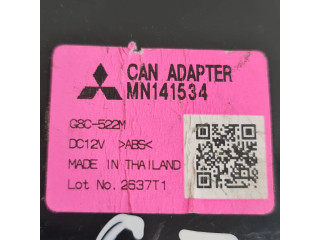 CAN ADAPTER
MN141534
G8C-522M
DC12V >ABS<
MADE IN THAILAND
Lot No. 2637T1